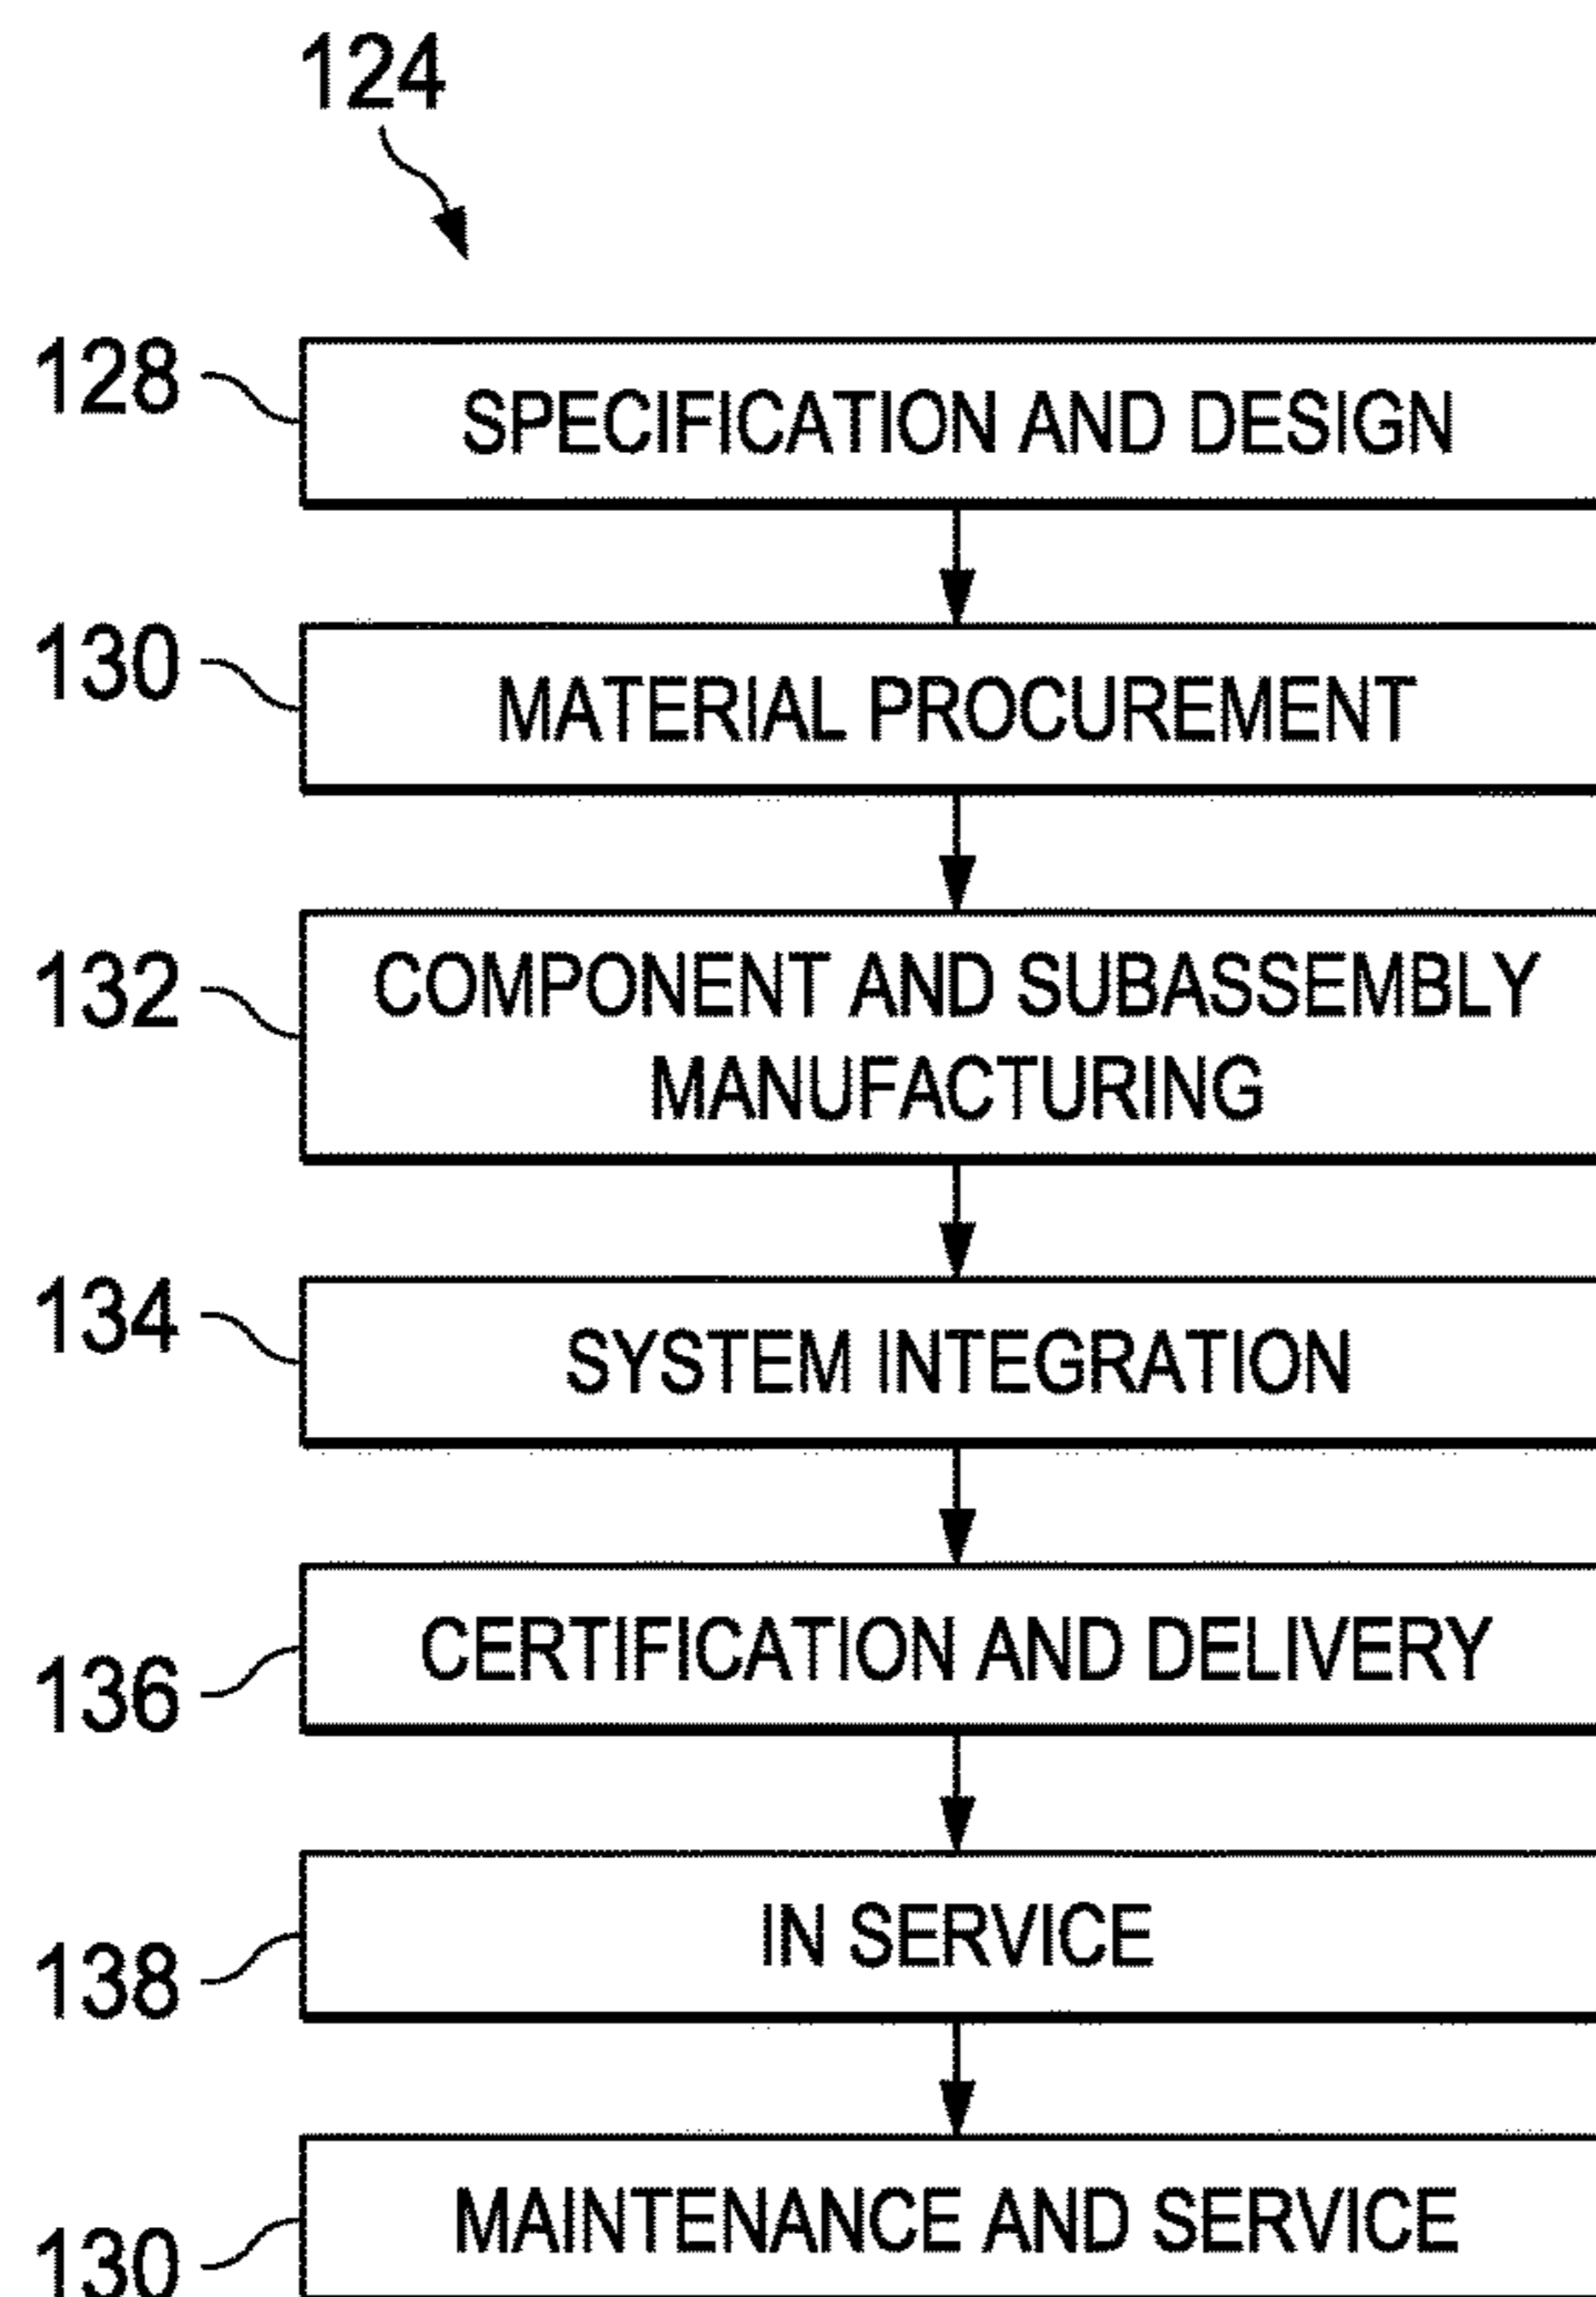 124
128 SPECIFICATION AND DESIGN
130 MATERIAL PROCUREMENT
132 COMPONENT AND SUBASSEMBLY
MANUFACTURING
134 SYSTEM INTEGRATION
136 CERTIFICATION AND DELIVERY
138 IN SERVICE
130 MAINTENANCE AND SERVICE